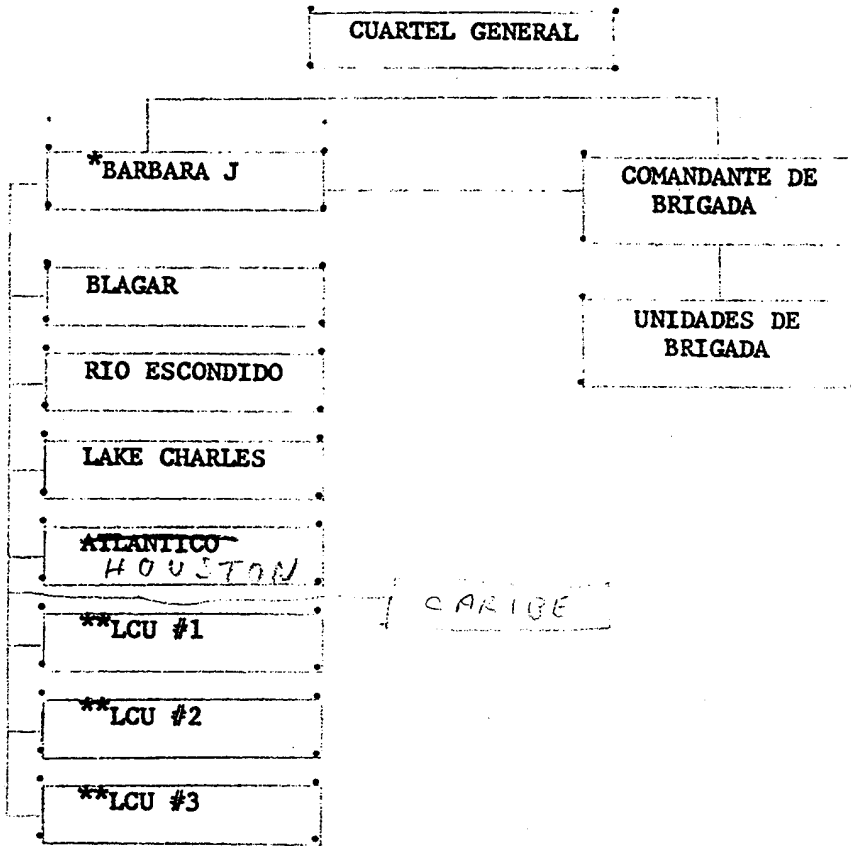 CUARTEL GENERAL
*BARBARA J
COMANDANTE DE
BRIGADA
BLAGAR
UNIDADES DE
BRIGADA
RIO ESCONDIDO
LAKE CHARLES
ATLANTICO
HOUSTON
CARIBE
**LCU #1
**LCU #2
**LCU #3